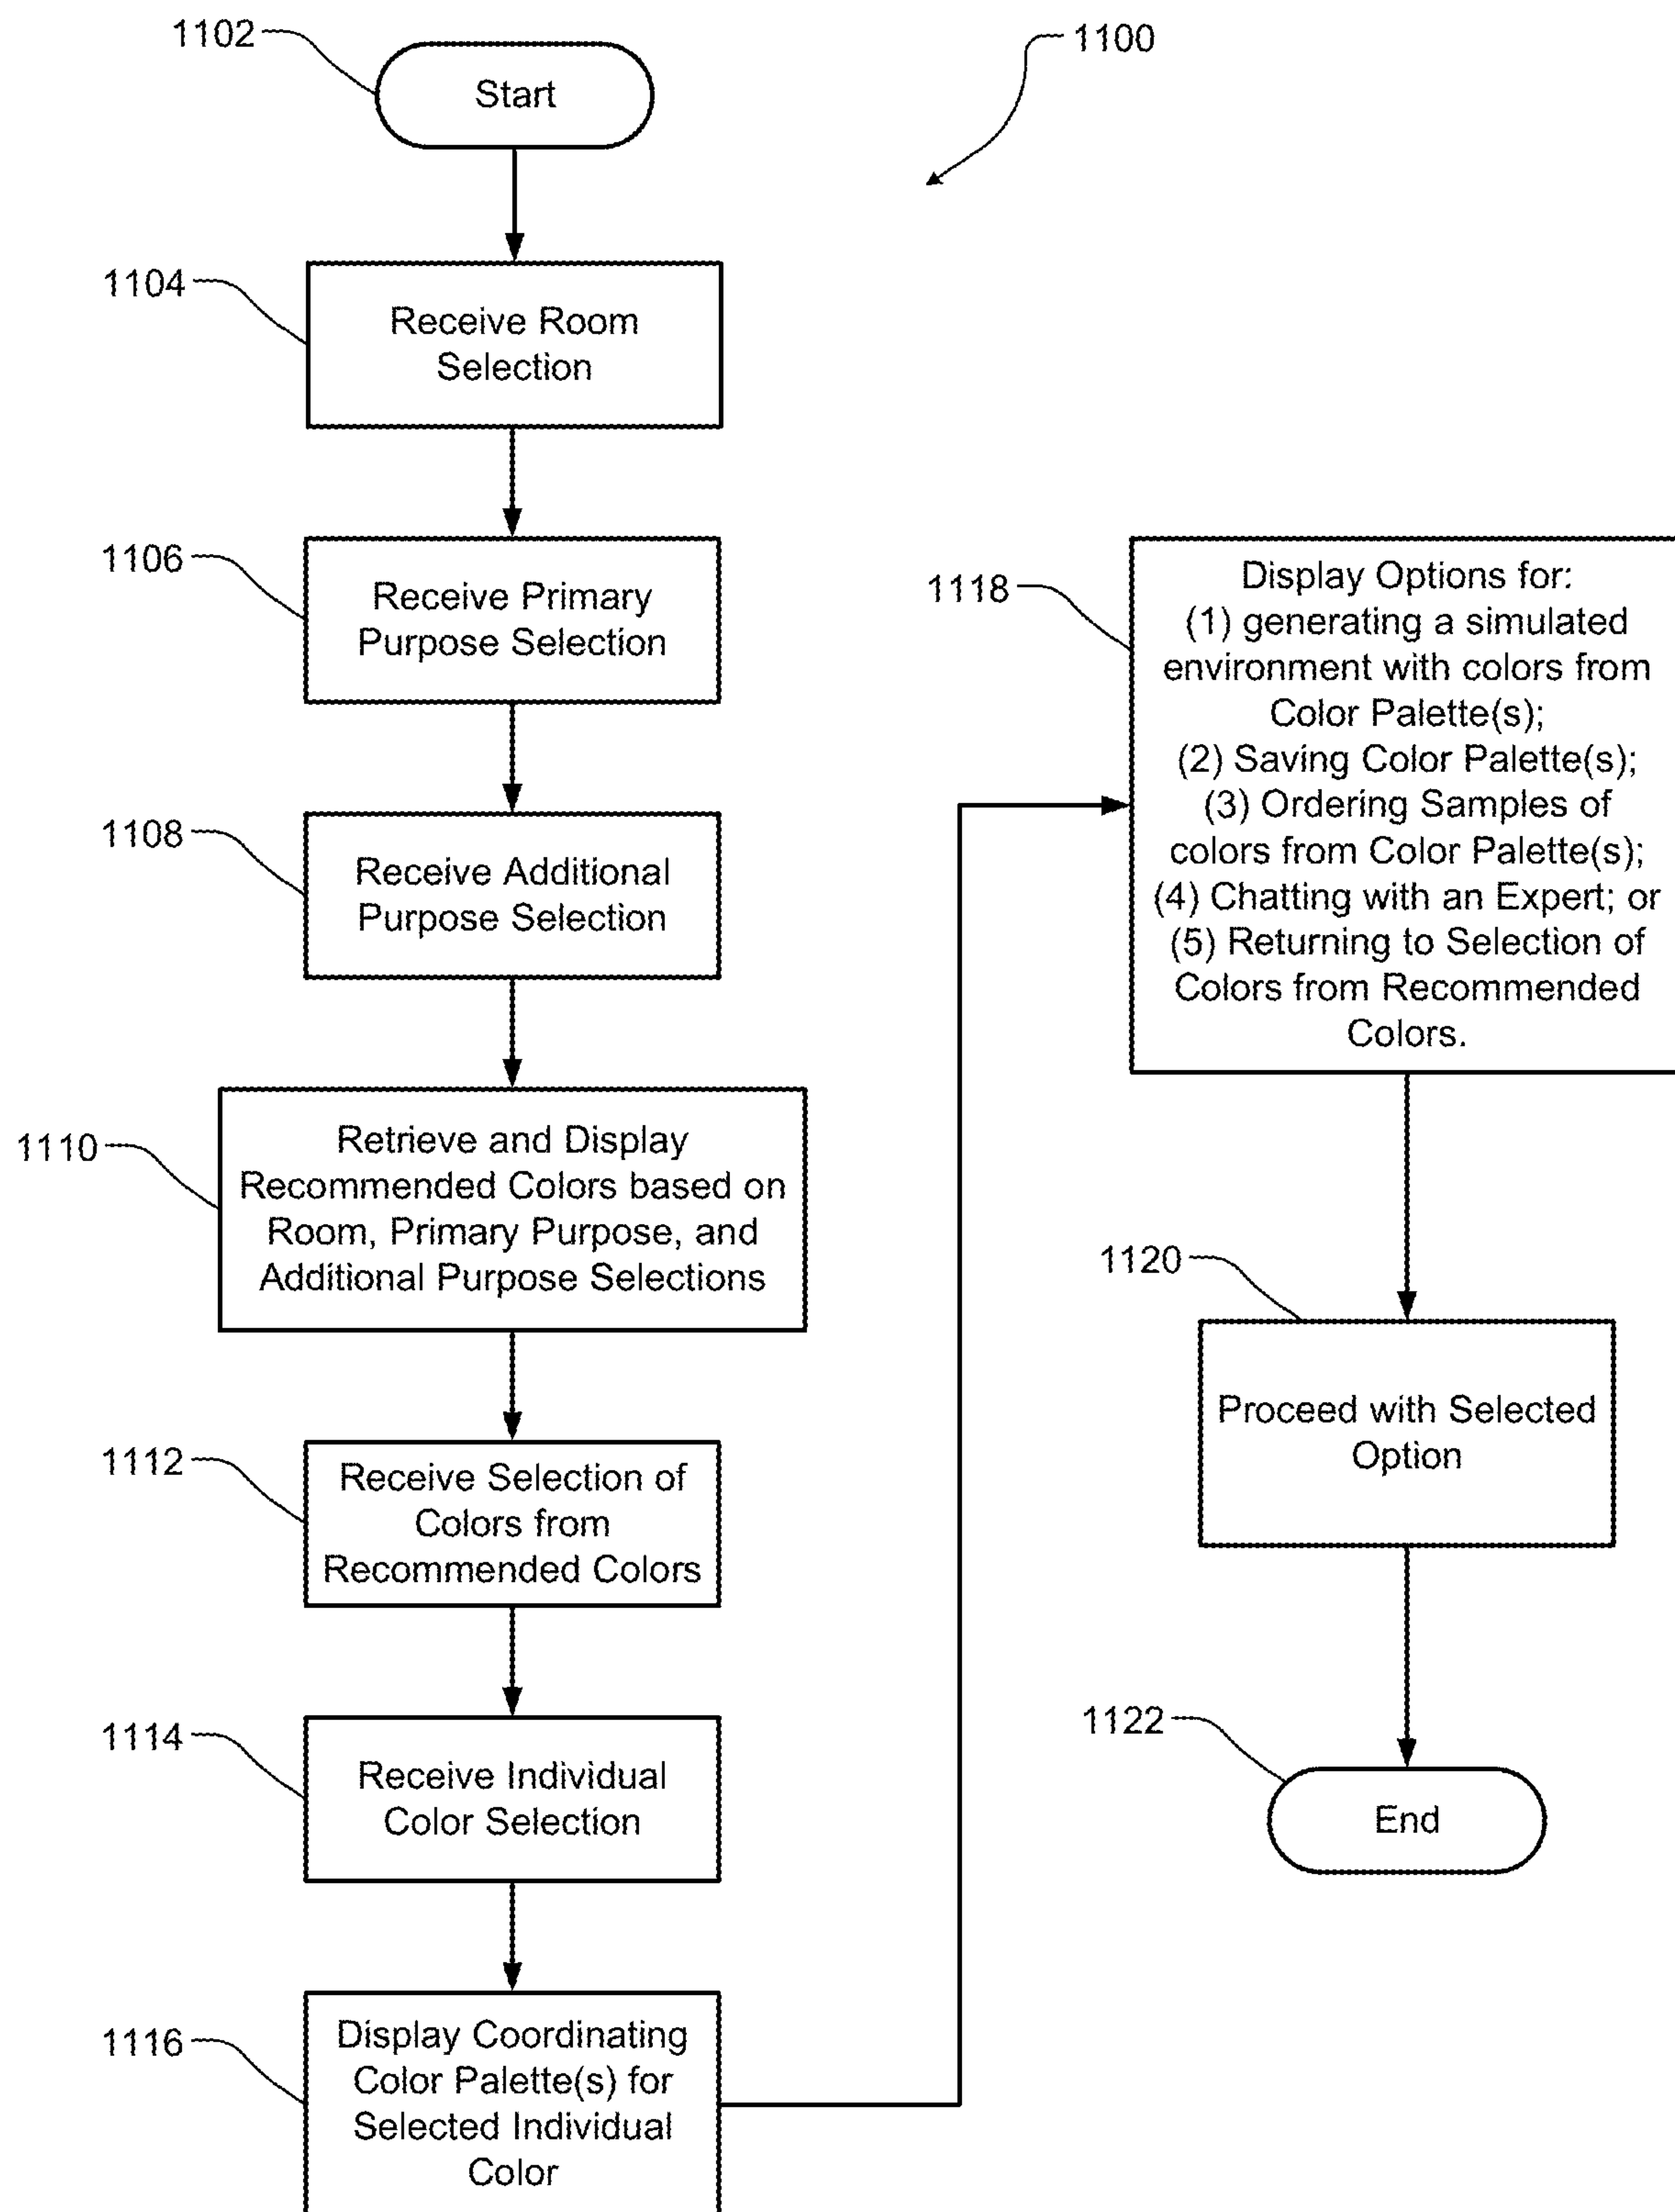 1102
Start
1100
1104
Receive Room
Selection
1106
Receive Primary
Purpose Selection
1108
Receive Additional
Purpose Selection
1110
Retrieve and Display
Recommended Colors based on
Room, Primary Purpose, and
Additional Purpose Selections
1112
Receive Selection of
Colors from
Recommended Colors
1114
Receive Individual
Color Selection
1116
Display Coordinating
Color Palette(s) for
Selected Individual
Color
1118
Display Options for:
(1) generating a simulated
environment with colors from
Color Palette(s);
(2) Saving Color Palette(s);
(3) Ordering Samples of
colors from Color Palette(s);
(4) Chatting with an Expert; or
(5) Returning to Selection of
Colors from Recommended
Colors.
1120
Proceed with Selected
Option
1122
End